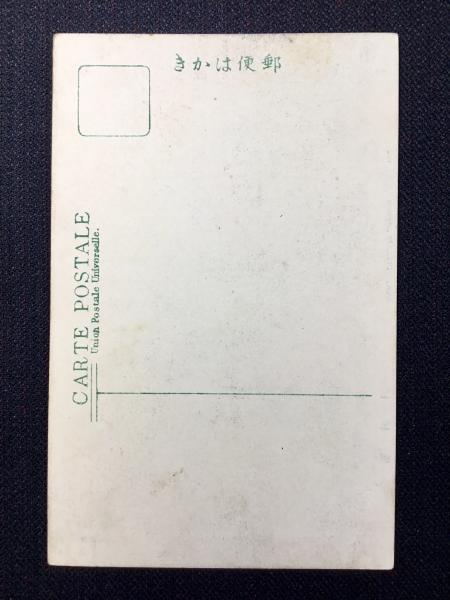 きかは便郵
CARTE POSTALE
Union Postale Universelle.